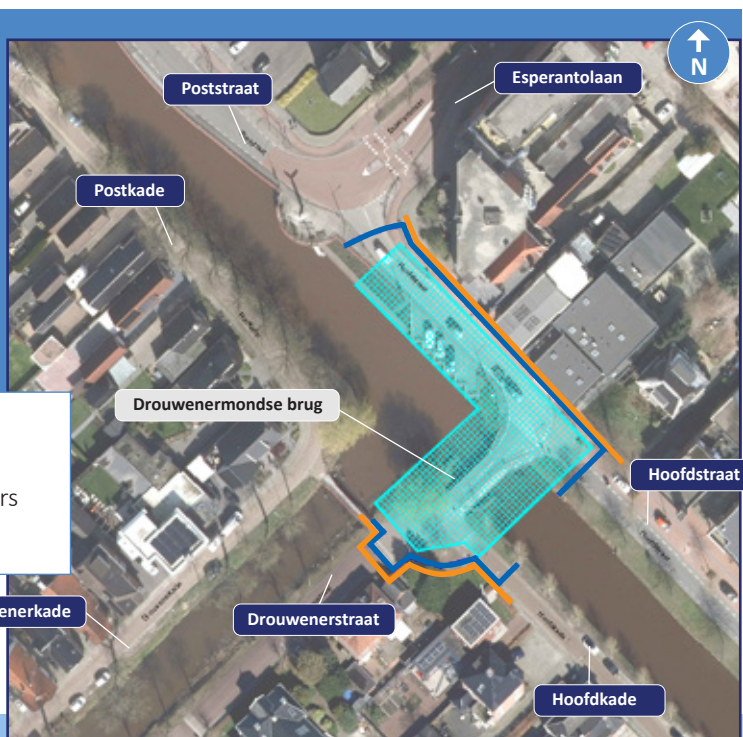 N
Esperantolaan
Poststraat
Postkade
Drouwenermondse brug
Hoofdstraat
rs
enerkade
Drouwenerstraat
Hoofdkade